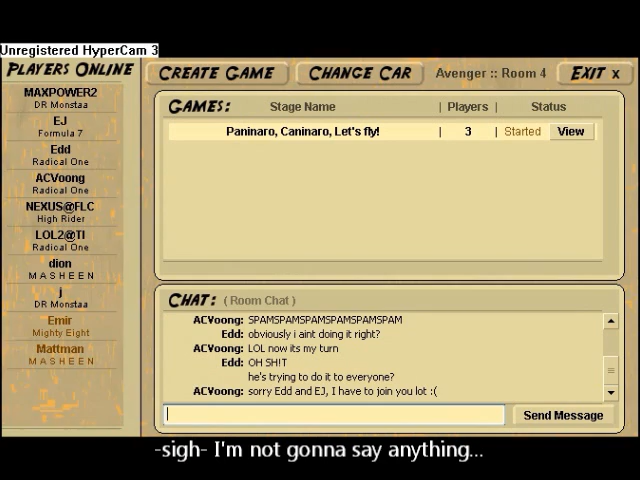 Unregistered HyperCam 3
PLAYERS ONLINE
MAXPOWER2
DR Monstaa
EJ
Formula 7
Edd
Radical One
ACVoong
Radical One
NEXUS@FLC
High Rider
LOL2@TI
Radical One
dion
M A S H E E N
j
DR Monstaa
Emir
Mighty Eight
Mattman
M A S H E E N
CREATE GAME
CHANGE CAR
Avenger :: Room 4
EXIT x
GAMES: Stage Name | Players | Status
Paninaro, Caninaro, Let's fly! | 3 | Started View
CHAT: ( Room Chat )
ACVoong: SPAMSPAMSPAMSPAMSPAMSPAM
Edd: obviously i aint doing it right?
ACVoong: LOL now its my turn
Edd: OH SH!T
he's trying to do it to everyone?
ACVoong: sorry Edd and EJ, I have to join you lot :(
Send Message
-sigh- I'm not gonna say anything...